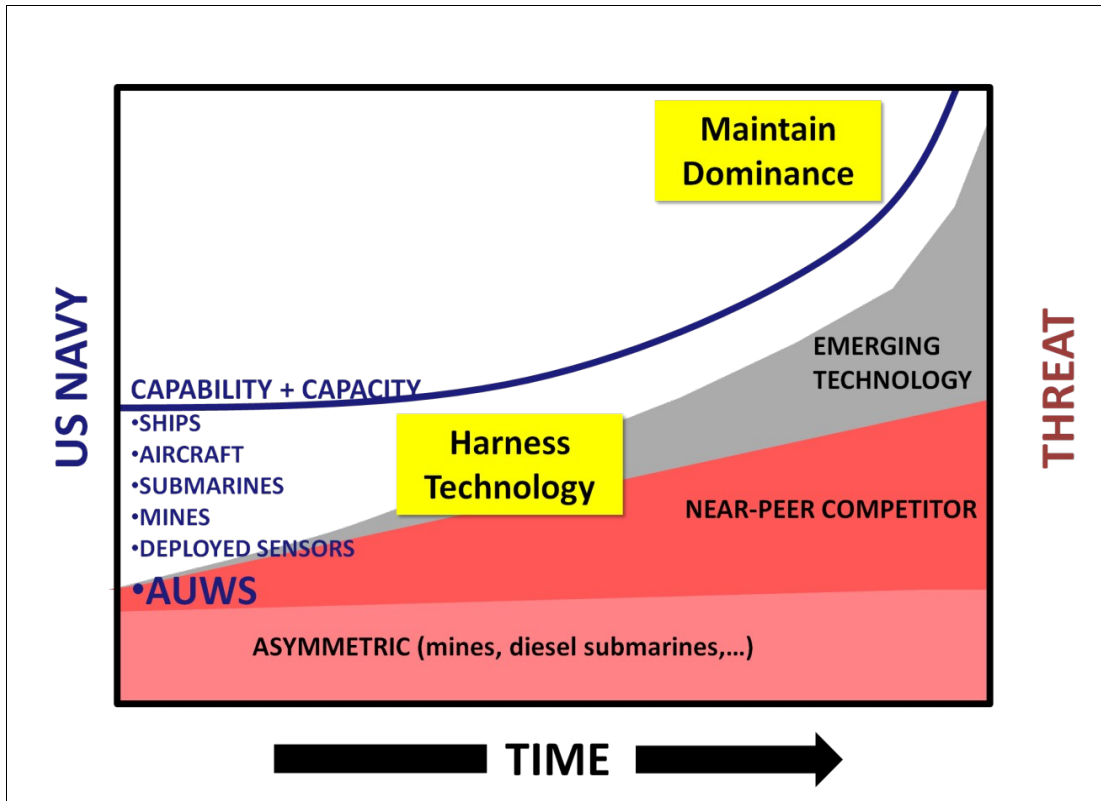 Maintain
Dominance
US NAVY
THREAT
EMERGING
TECHNOLOGY
CAPABILITY + CAPACITY
•SHIPS
•AIRCRAFT
•SUBMARINES
•MINES
•DEPLOYED SENSORS
•AUWS
Harness
Technology
NEAR-PEER COMPETITOR
ASYMMETRIC (mines, diesel submarines,...)
TIME